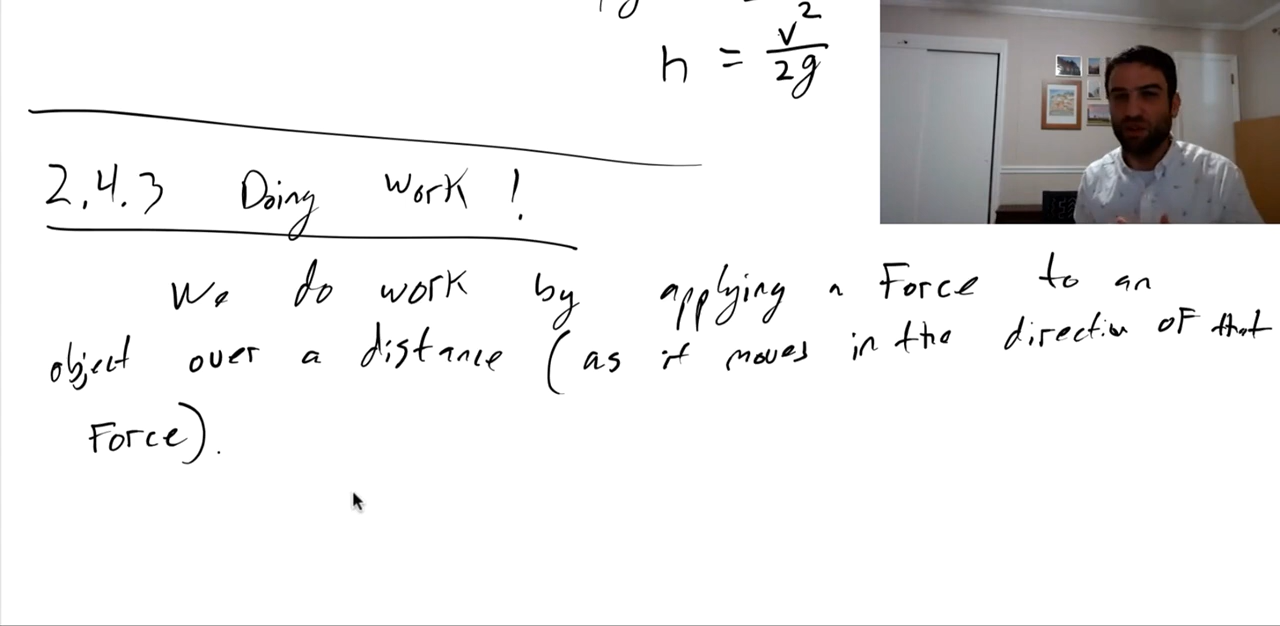 h = v²/2g
2.4.3 Doing work!
We do work by applying a Force to an
object over a distance (as it moves in the direction of that
Force).